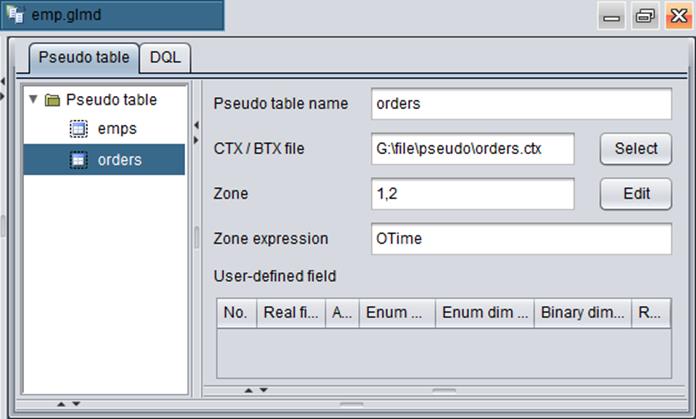 emp.glmd
Pseudo table DQL
Pseudo table
emps
orders
Pseudo table name orders
CTX / BTX file G:\file\pseudo\orders.ctx Select
Zone 1,2 Edit
Zone expression OTime
User-defined field
No. Real fi... A... Enum ... Enum dim ... Binary dim... R...